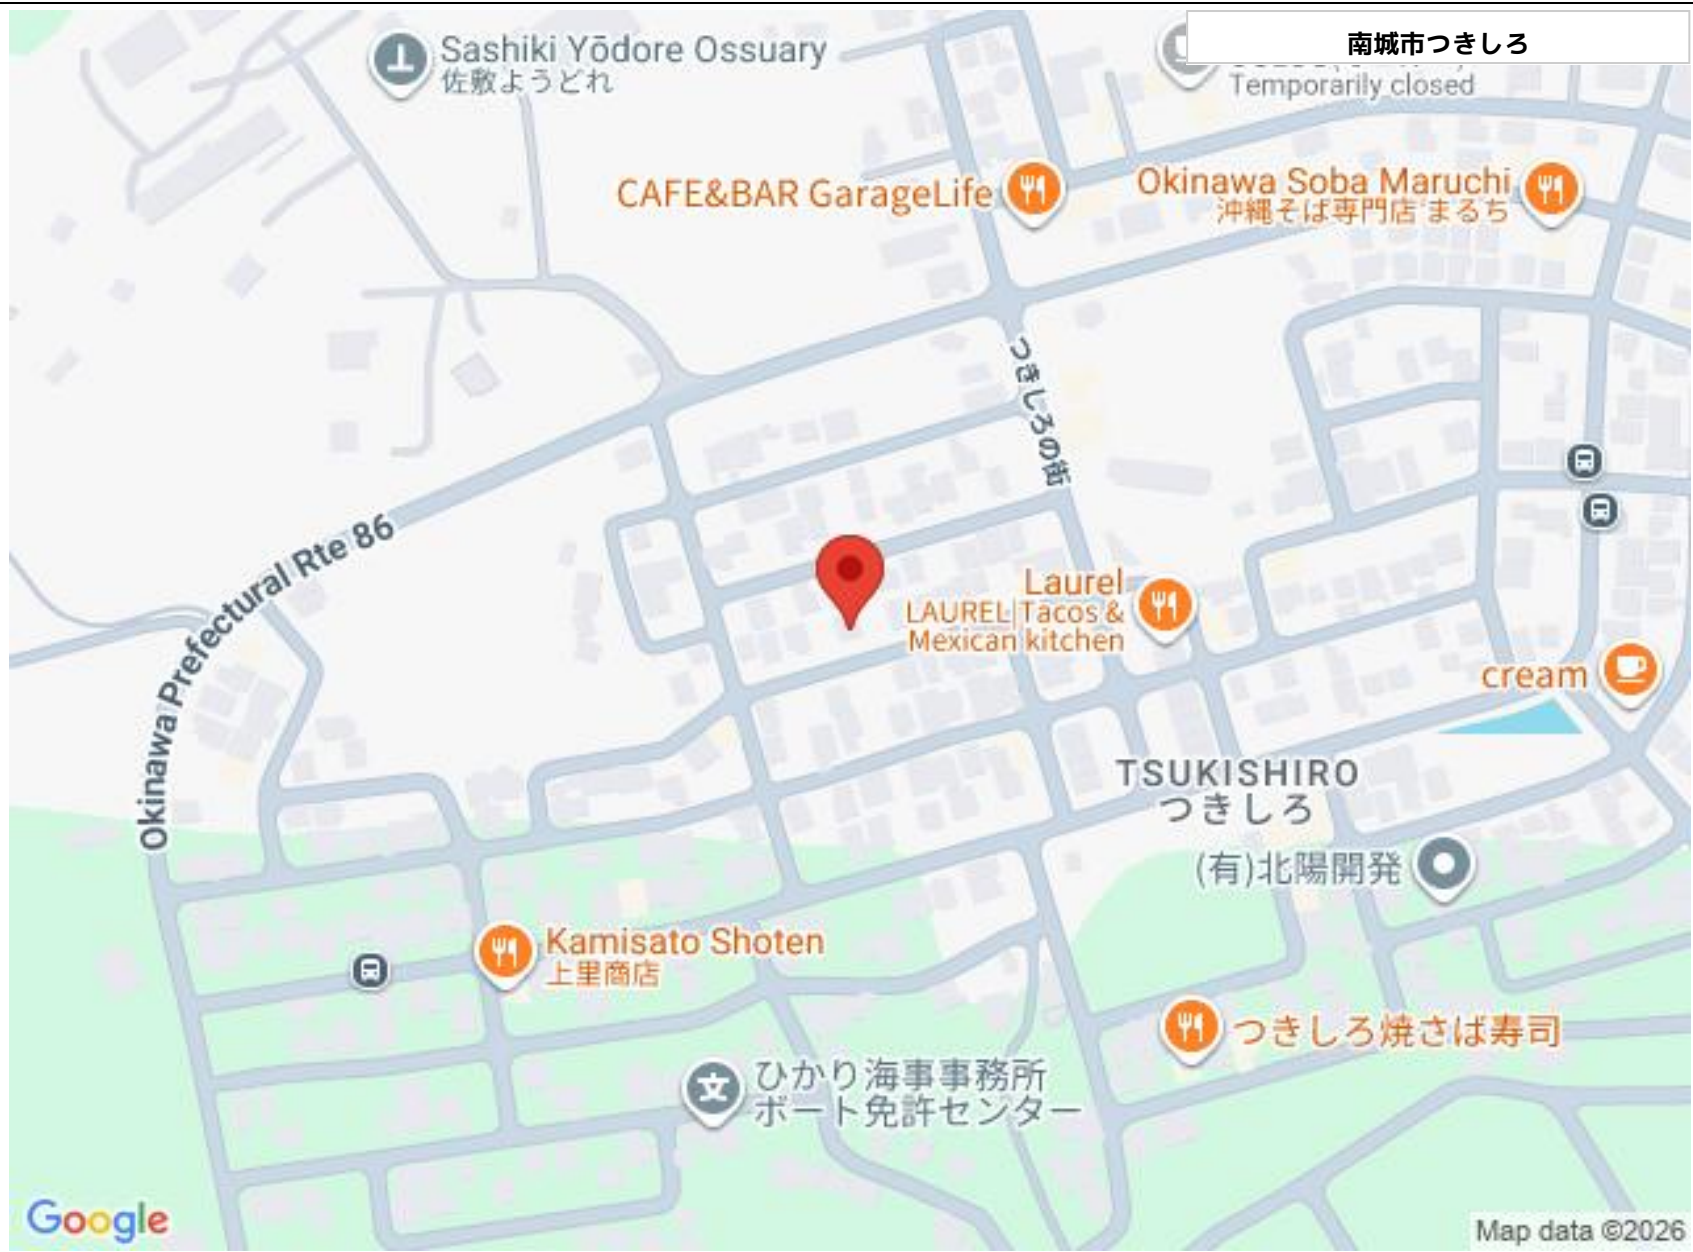 南城市つきしろ
Sashiki Yōdore Ossuary
佐敷ようどれ
Temporarily closed
CAFE&BAR GarageLife
Okinawa Soba Maruchi
沖縄そば専門店 まるち
つきしろの街
Okinawa Prefectural Rte 86
Laurel
LAUREL|Tacos &
Mexican kitchen
cream
TSUKISHIRO
つきしろ
(有)北陽開発
Kamisato Shoten
上里商店
つきしろ焼さば寿司
ひかり海事事務所
ボート免許センター
文
Google
Map data ©2026